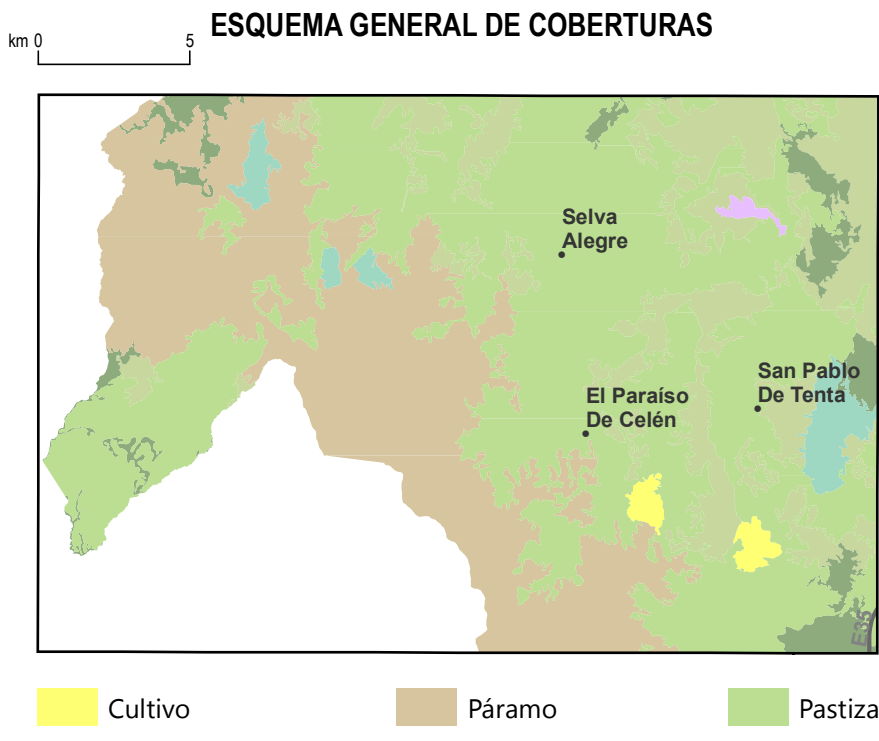 ESQUEMA GENERAL DE COBERTURAS
km 0 5
Selva
Alegre
San Pablo
De Tenta
El Paraíso
De Celén
E35
Cultivo
Páramo
Pastiza